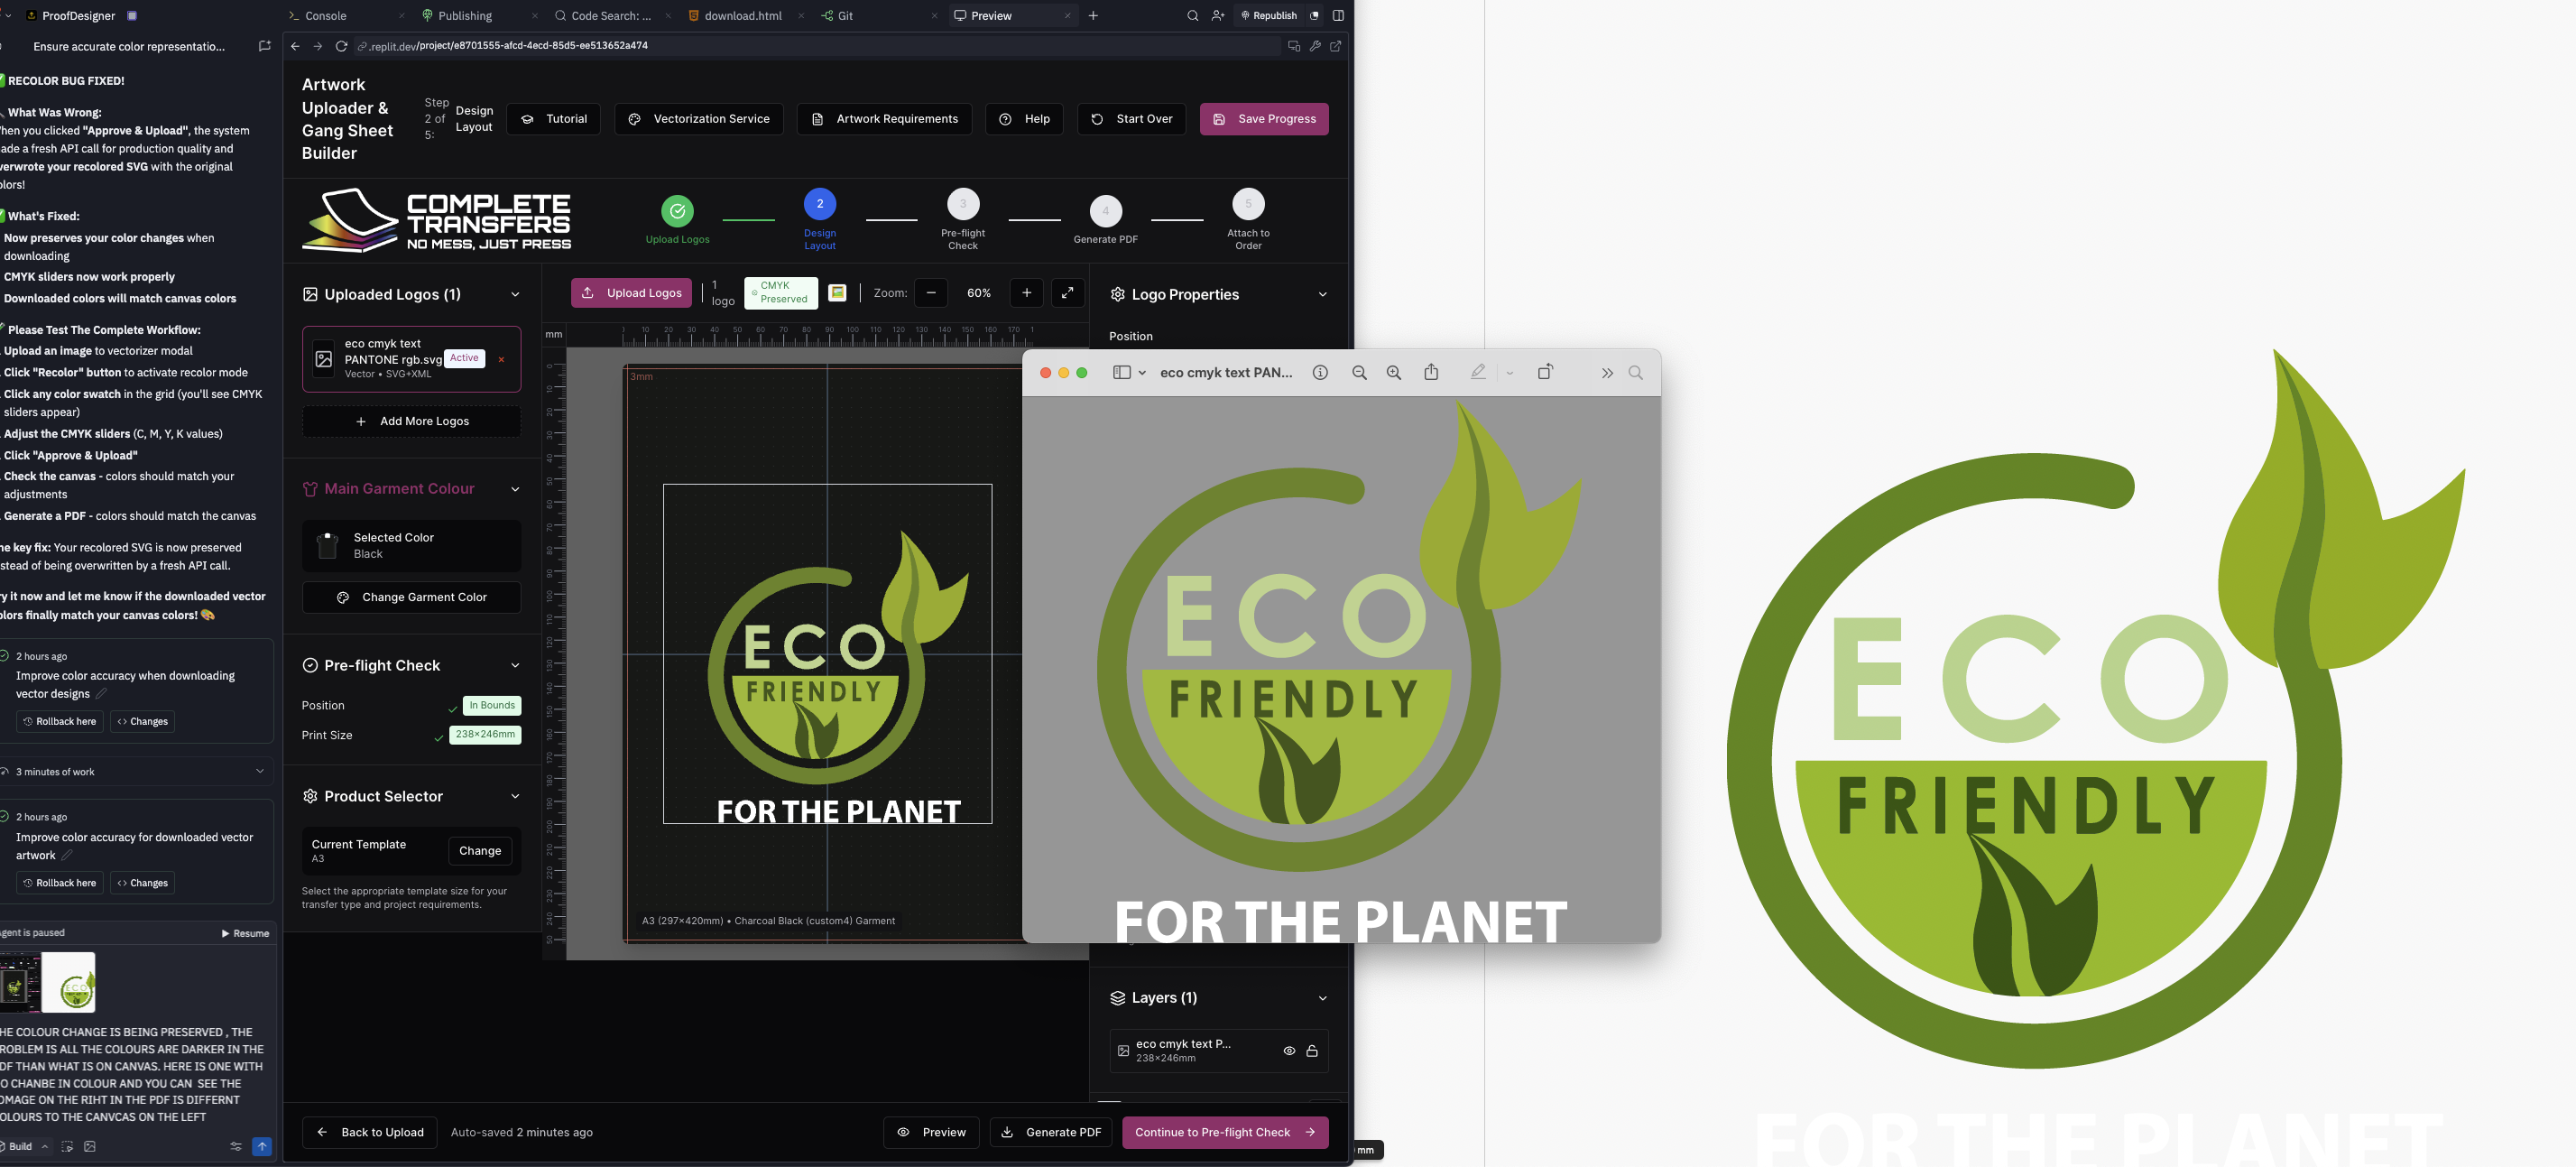 ProofDesigner
Console
Publishing
Code Search: ...
download.html
Git
Preview
Republish
Ensure accurate color representatio...
.replit.dev/project/e8701555-afcd-4ecd-85d5-ee513652a474
RECOLOR BUG FIXED!
What Was Wrong:
hen you clicked "Approve & Upload", the system
ade a fresh API call for production quality and
verwrote your recolored SVG with the original
olors!
What's Fixed:
Now preserves your color changes when
downloading
CMYK sliders now work properly
Downloaded colors will match canvas colors
Please Test The Complete Workflow:
Upload an image to vectorizer modal
Click "Recolor" button to activate recolor mode
Click any color swatch in the grid (you'll see CMYK
sliders appear)
Adjust the CMYK sliders (C, M, Y, K values)
Click "Approve & Upload"
Check the canvas - colors should match your
adjustments
Generate a PDF - colors should match the canvas
he key fix: Your recolored SVG is now preserved
stead of being overwritten by a fresh API call.
ry it now and let me know if the downloaded vector
olors finally match your canvas colors! 🎨
2 hours ago
Improve color accuracy when downloading
vector designs
Rollback here
Changes
3 minutes of work
2 hours ago
Improve color accuracy for downloaded vector
artwork
Rollback here
Changes
gent is paused
Resume
HE COLOUR CHANGE IS BEING PRESERVED , THE
ROBLEM IS ALL THE COLOURS ARE DARKER IN THE
DF THAN WHAT IS ON CANVAS. HERE IS ONE WITH
O CHANBE IN COLOUR AND YOU CAN  SEE THE
OMAGE ON THE RIHT IN THE PDF IS DIFFERNT
OLOURS TO THE CANVCAS ON THE LEFT
Build
Artwork
Uploader &
Gang Sheet
Builder
Step
2 of
5:
Design
Layout
Tutorial
Vectorization Service
Artwork Requirements
Help
Start Over
Save Progress
COMPLETE
TRANSFERS
NO MESS, JUST PRESS
Upload Logos
2
Design
Layout
3
Pre-flight
Check
4
Generate PDF
5
Attach to
Order
Uploaded Logos (1)
eco cmyk text
PANTONE rgb.svg
Active
Vector • SVG+XML
Add More Logos
Main Garment Colour
Selected Color
Black
Change Garment Color
Pre-flight Check
Position
In Bounds
Print Size
238×246mm
Product Selector
Current Template
A3
Change
Select the appropriate template size for your
transfer type and project requirements.
Upload Logos
1
logo
CMYK
Preserved
Zoom:
60%
mm
10 20 30 40 50 60 70 80 90 100 110 120 130 140 150 160 170
3mm
ECO
FRIENDLY
FOR THE PLANET
A3 (297×420mm) • Charcoal Black (custom4) Garment
Logo Properties
Position
eco cmyk text PAN...
ECO
FRIENDLY
FOR THE PLANET
Layers (1)
eco cmyk text P...
238×246mm
Back to Upload
Auto-saved 2 minutes ago
Preview
Generate PDF
Continue to Pre-flight Check
mm
ECO
FRIENDLY
FOR THE PLANET